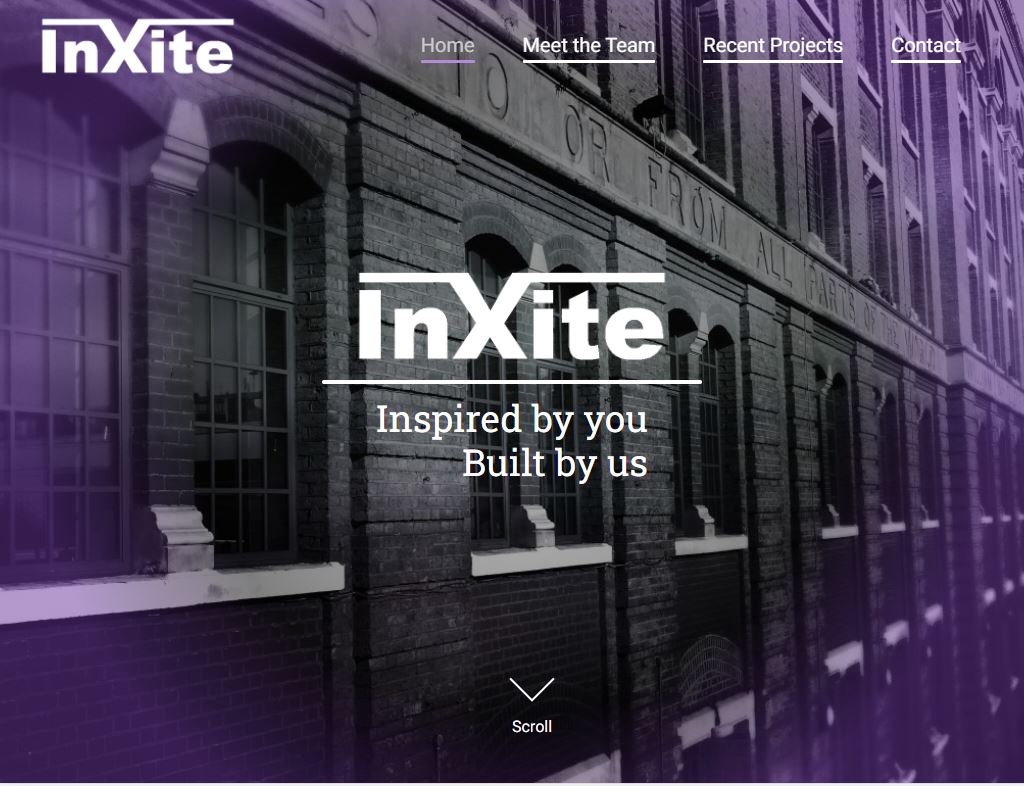 InXite
Home
Meet the Team
Recent Projects
Contact
TO OR FROM ALL PARTS OF THE WORLD
InXite
Inspired by you
Built by us
Scroll